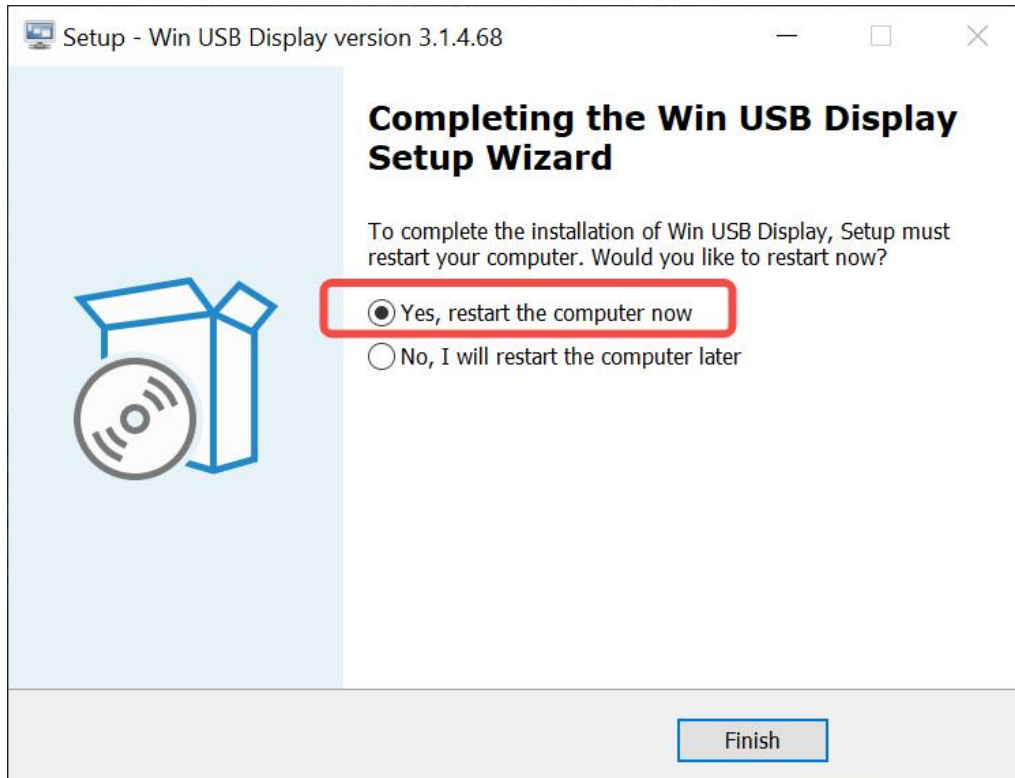 Setup - Win USB Display version 3.1.4.68
Completing the Win USB Display
Setup Wizard
To complete the installation of Win USB Display, Setup must
restart your computer. Would you like to restart now?
Yes, restart the computer now
No, I will restart the computer later
Finish